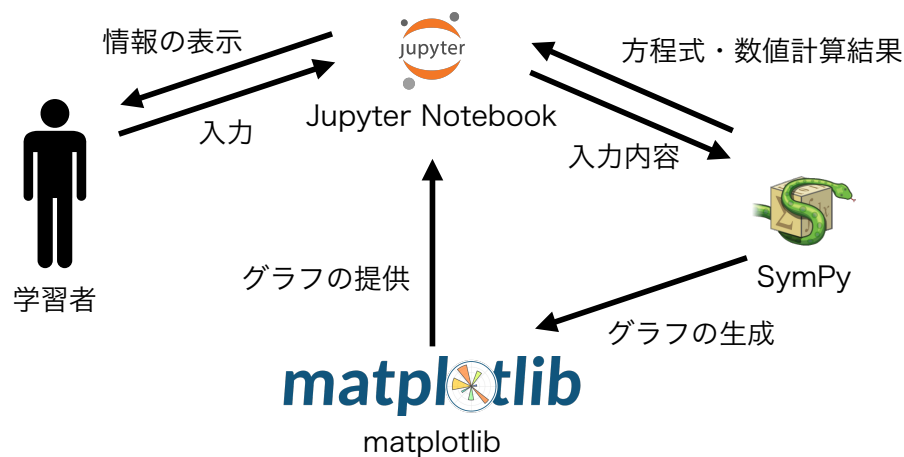 情報の表示
入力
jupyter
Jupyter Notebook
方程式・数値計算結果
入力内容
学習者
グラフの提供
SymPy
グラフの生成
matplotlib
matplotlib